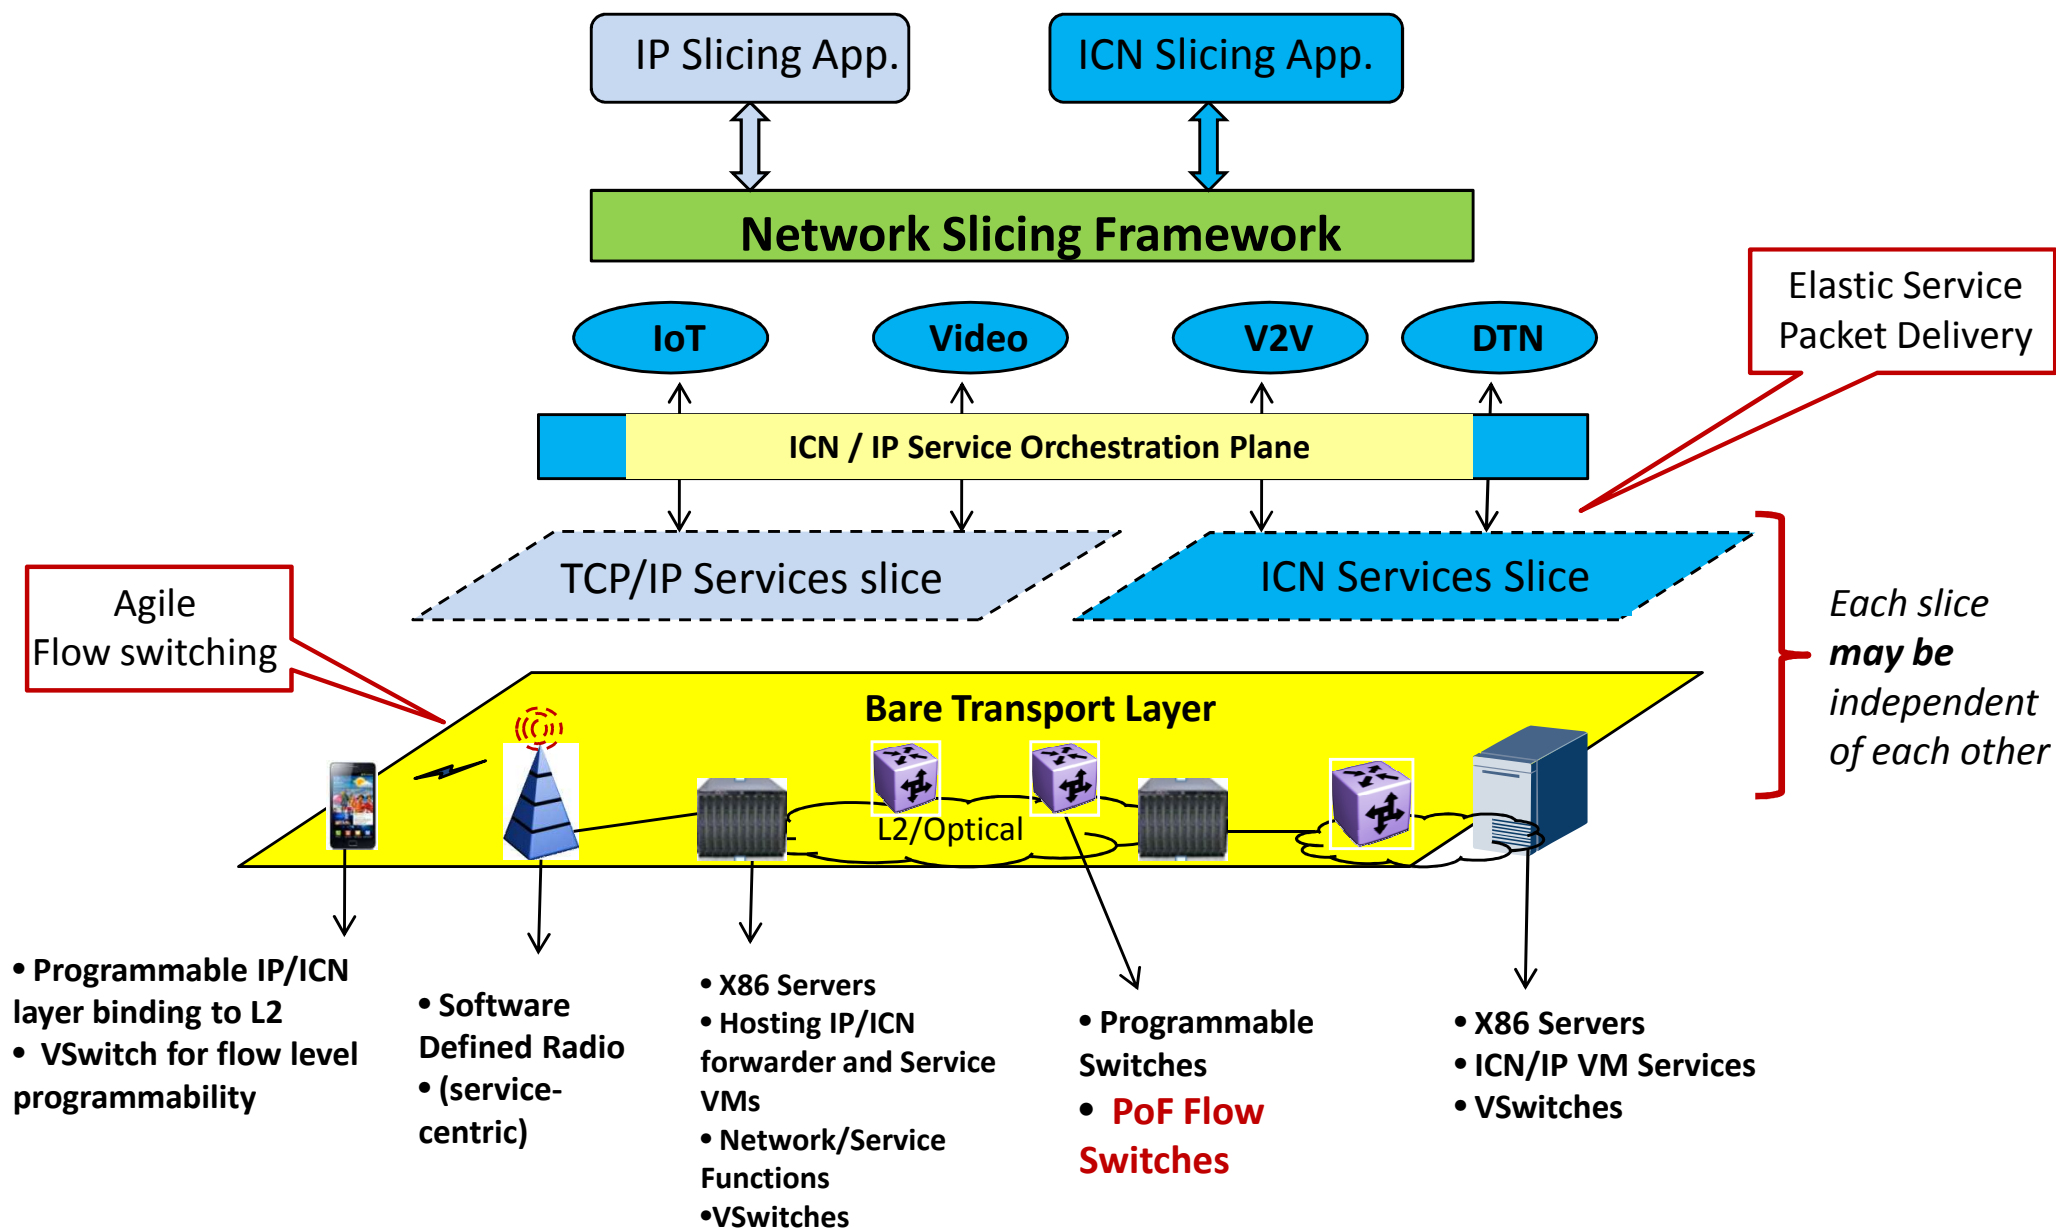 IP Slicing App.
ICN Slicing App.
Network Slicing Framework
Elastic Service
Packet Delivery
IoT
Video
V2V
DTN
ICN / IP Service Orchestration Plane
TCP/IP Services slice
ICN Services Slice
Agile
Flow switching
Each slice
may be
independent
of each other
Bare Transport Layer
L2/Optical
• Programmable IP/ICN
layer binding to L2
• VSwitch for flow level
programmability
• Software
Defined Radio
• (service-
centric)
• X86 Servers
• Hosting IP/ICN
forwarder and Service
VMs
• Network/Service
Functions
•VSwitches
• Programmable
Switches
• PoF Flow
Switches
• X86 Servers
• ICN/IP VM Services
• VSwitches